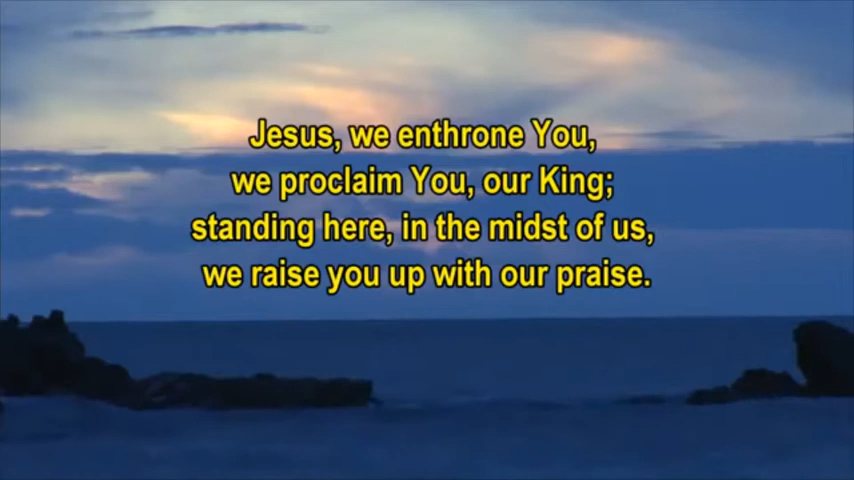 Jesus, we enthrone You,
we proclaim You, our King;
standing here, in the midst of us,
we raise you up with our praise.